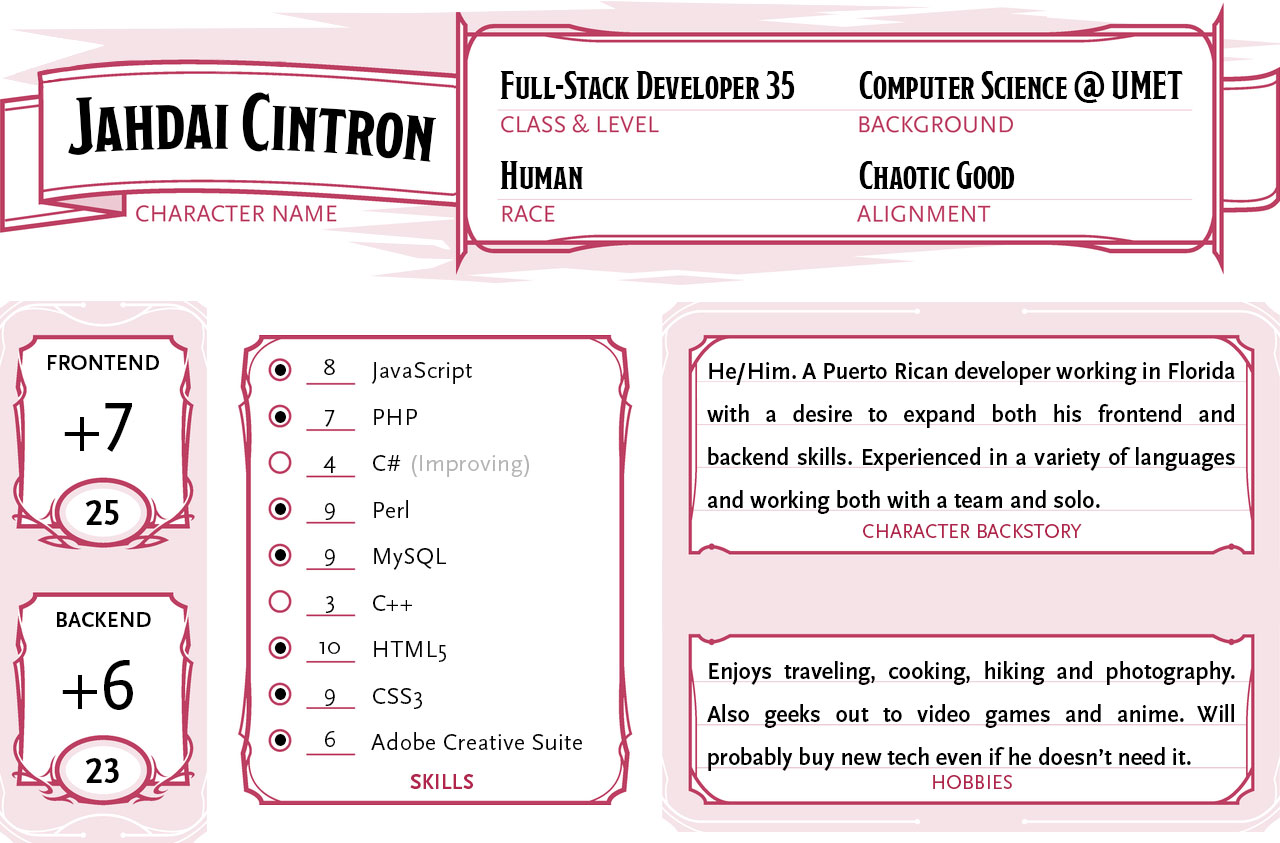 Jahdai Cintron
CHARACTER NAME
Full-Stack Developer 35
CLASS & LEVEL
Computer Science @ UMET
BACKGROUND
Human
RACE
Chaotic Good
ALIGNMENT
FRONTEND
+7
25
BACKEND
+6
23
8 JavaScript
7 PHP
4 C# (Improving)
9 Perl
9 MySQL
3 C++
10 HTML5
9 CSS3
6 Adobe Creative Suite
SKILLS
He/Him. A Puerto Rican developer working in Florida
with a desire to expand both his frontend and
backend skills. Experienced in a variety of languages
and working both with a team and solo.
CHARACTER BACKSTORY
Enjoys traveling, cooking, hiking and photography.
Also geeks out to video games and anime. Will
probably buy new tech even if he doesn’t need it.
HOBBIES